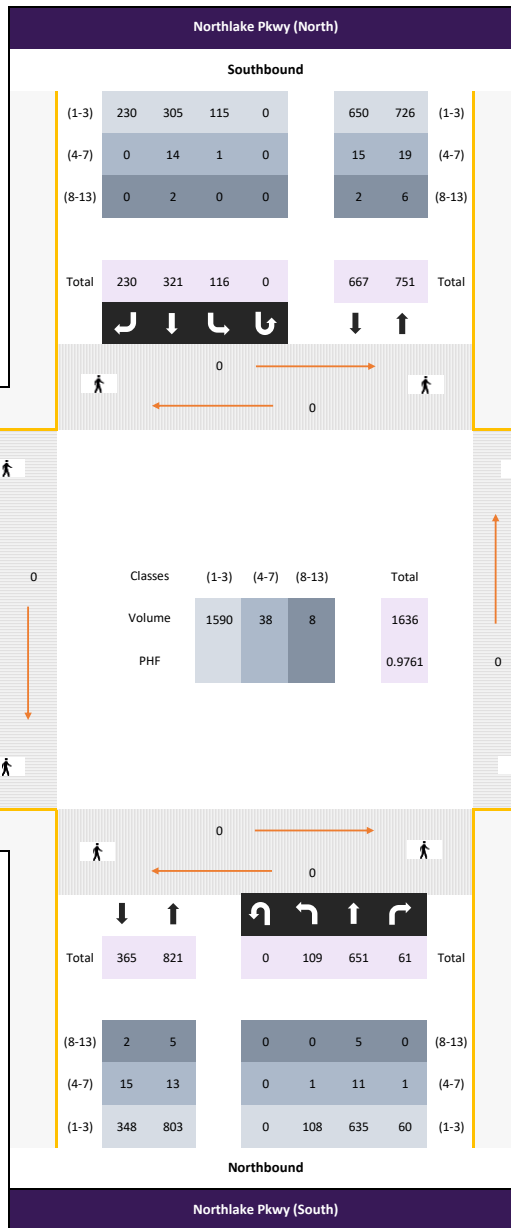 Northlake Pkwy (North)
Southbound
(1-3) 230 305 115 0 650 726 (1-3)
(4-7) 0 14 1 0 15 19 (4-7)
(8-13) 0 2 0 0 2 6 (8-13)
Total 230 321 116 0 667 751 Total
0
0
0
Classes (1-3) (4-7) (8-13) Total
Volume 1590 38 8 1636
PHF 0.9761
0
0
0
Total 365 821 0 109 651 61 Total
(8-13) 2 5 0 0 5 0 (8-13)
(4-7) 15 13 0 1 11 1 (4-7)
(1-3) 348 803 0 108 635 60 (1-3)
Northbound
Northlake Pkwy (South)